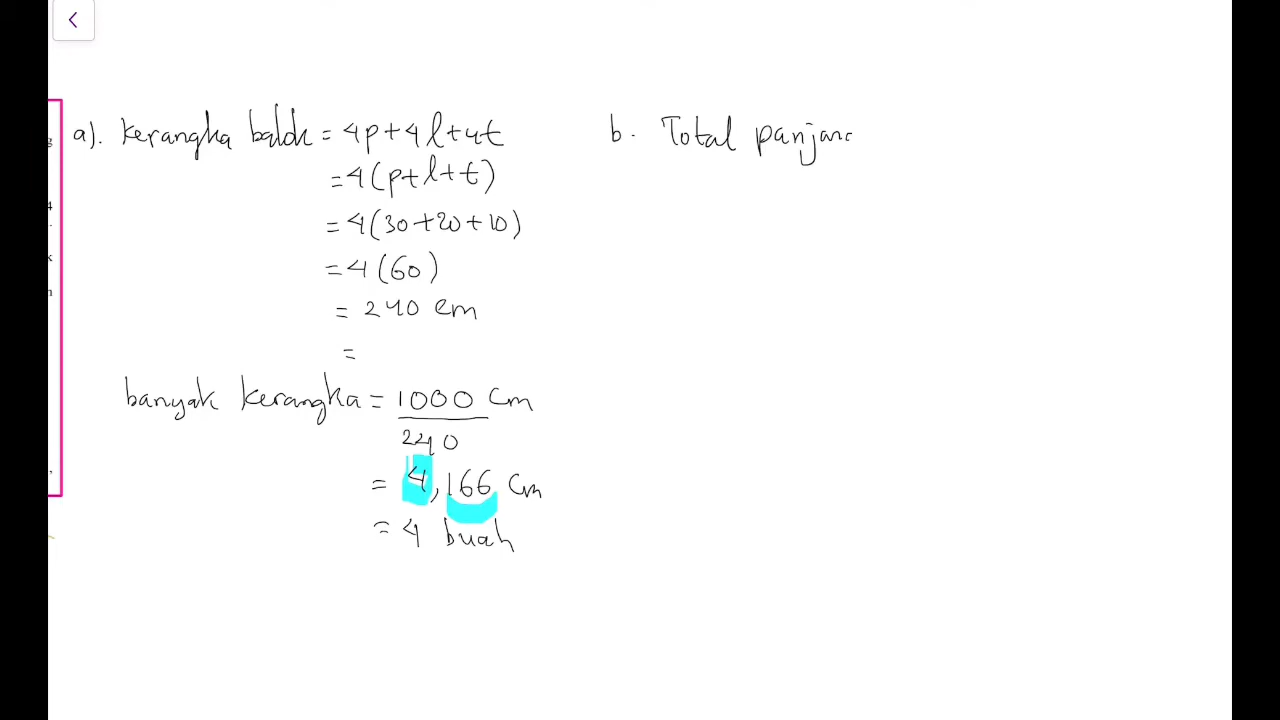 a). Kerangka balok = 4p+4l+4t
=4(p+l+t)
=4(30+20+10)
=4(60)
= 240 cm
=
banyak kerangka = 1000 cm
240
= 4,166 cm
= 4 buah
b. Total panjang